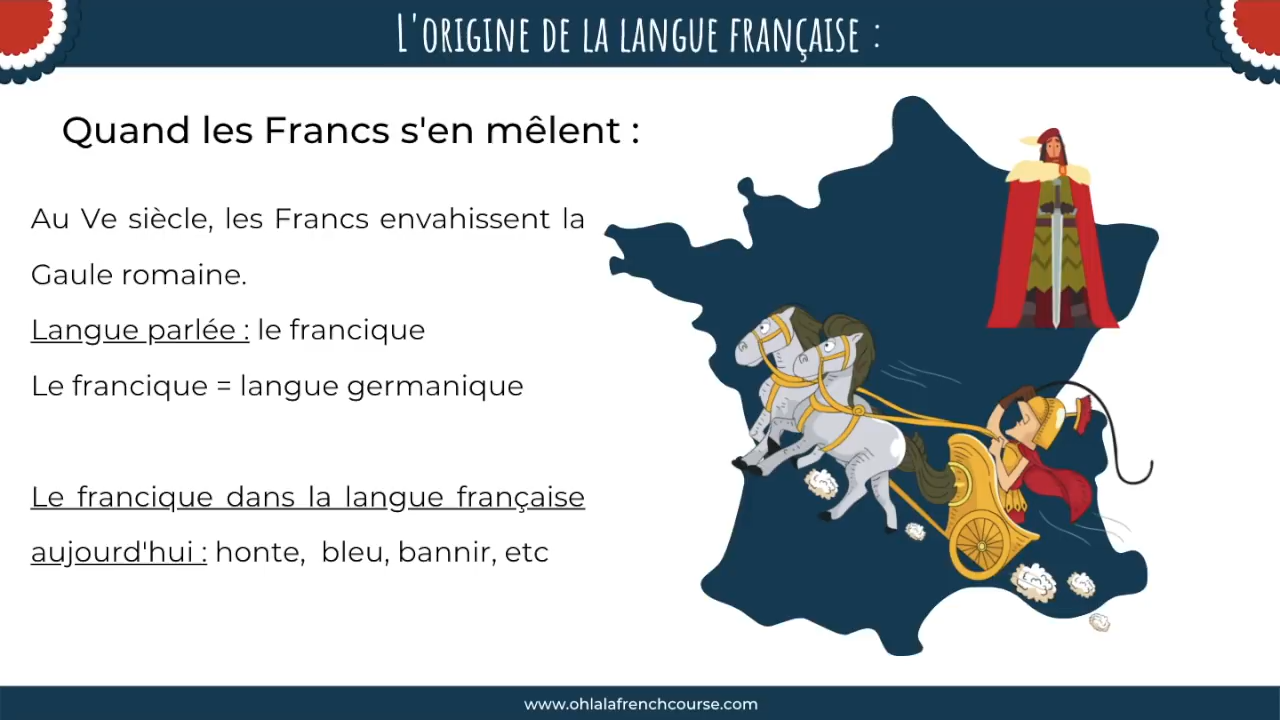 L'ORIGINE DE LA LANGUE FRANÇAISE :
Quand les Francs s'en mêlent :
Au Ve siècle, les Francs envahissent la
Gaule romaine.
Langue parlée : le francique
Le francique = langue germanique
Le francique dans la langue française
aujourd'hui : honte, bleu, bannir, etc
www.ohlalafrenchcourse.com